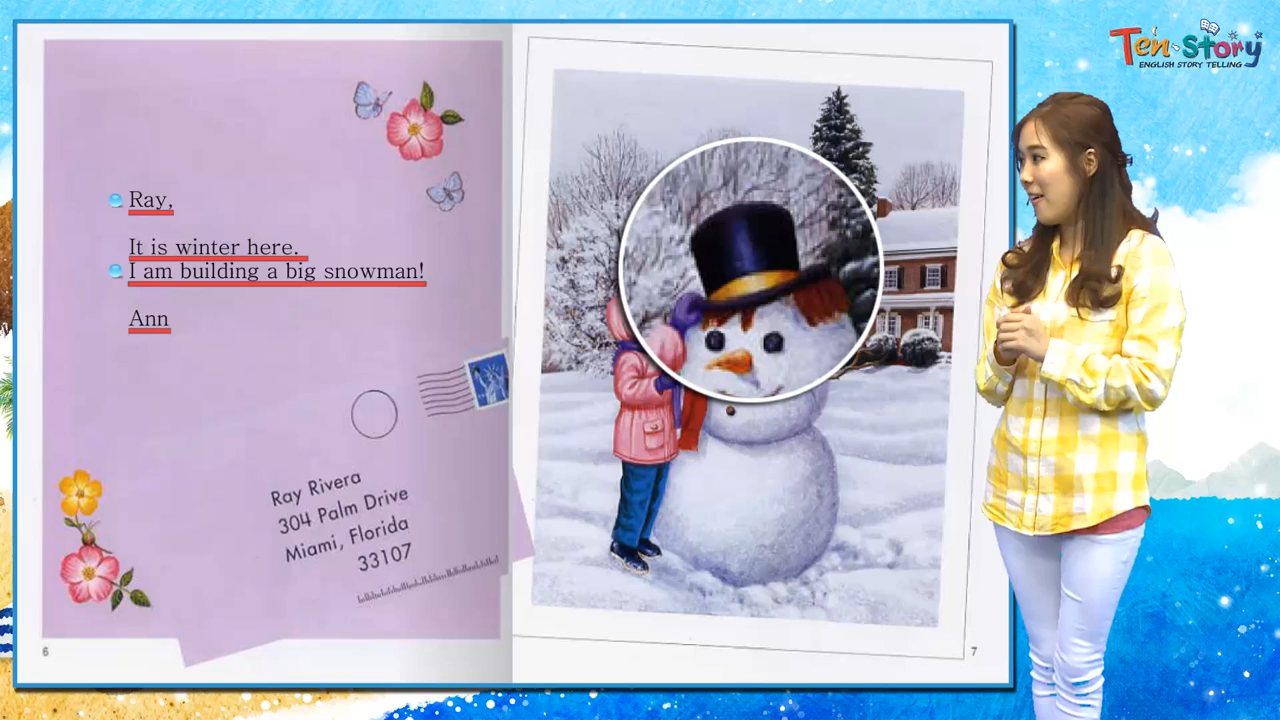 Ten Story
ENGLISH STORY TELLING
Ray,
It is winter here.
I am building a big snowman!
Ann
Ray Rivera
304 Palm Drive
Miami, Florida
33107
6
7